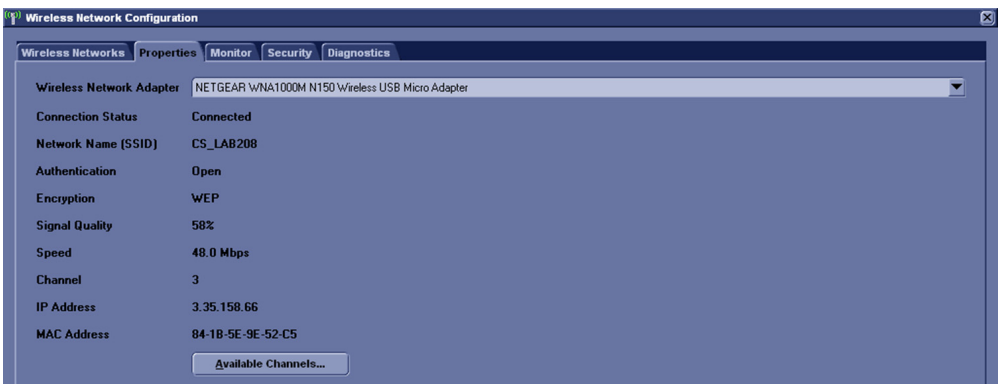 Wireless Network Configuration
Wireless Networks Properties Monitor Security Diagnostics
Wireless Network Adapter NETGEAR WNA1000M N150 Wireless USB Micro Adapter
Connection Status Connected
Network Name (SSID) CS_LAB208
Authentication Open
Encryption WEP
Signal Quality 58%
Speed 48.0 Mbps
Channel 3
IP Address 3.35.158.66
MAC Address 84-1B-5E-9E-52-C5
Available Channels...